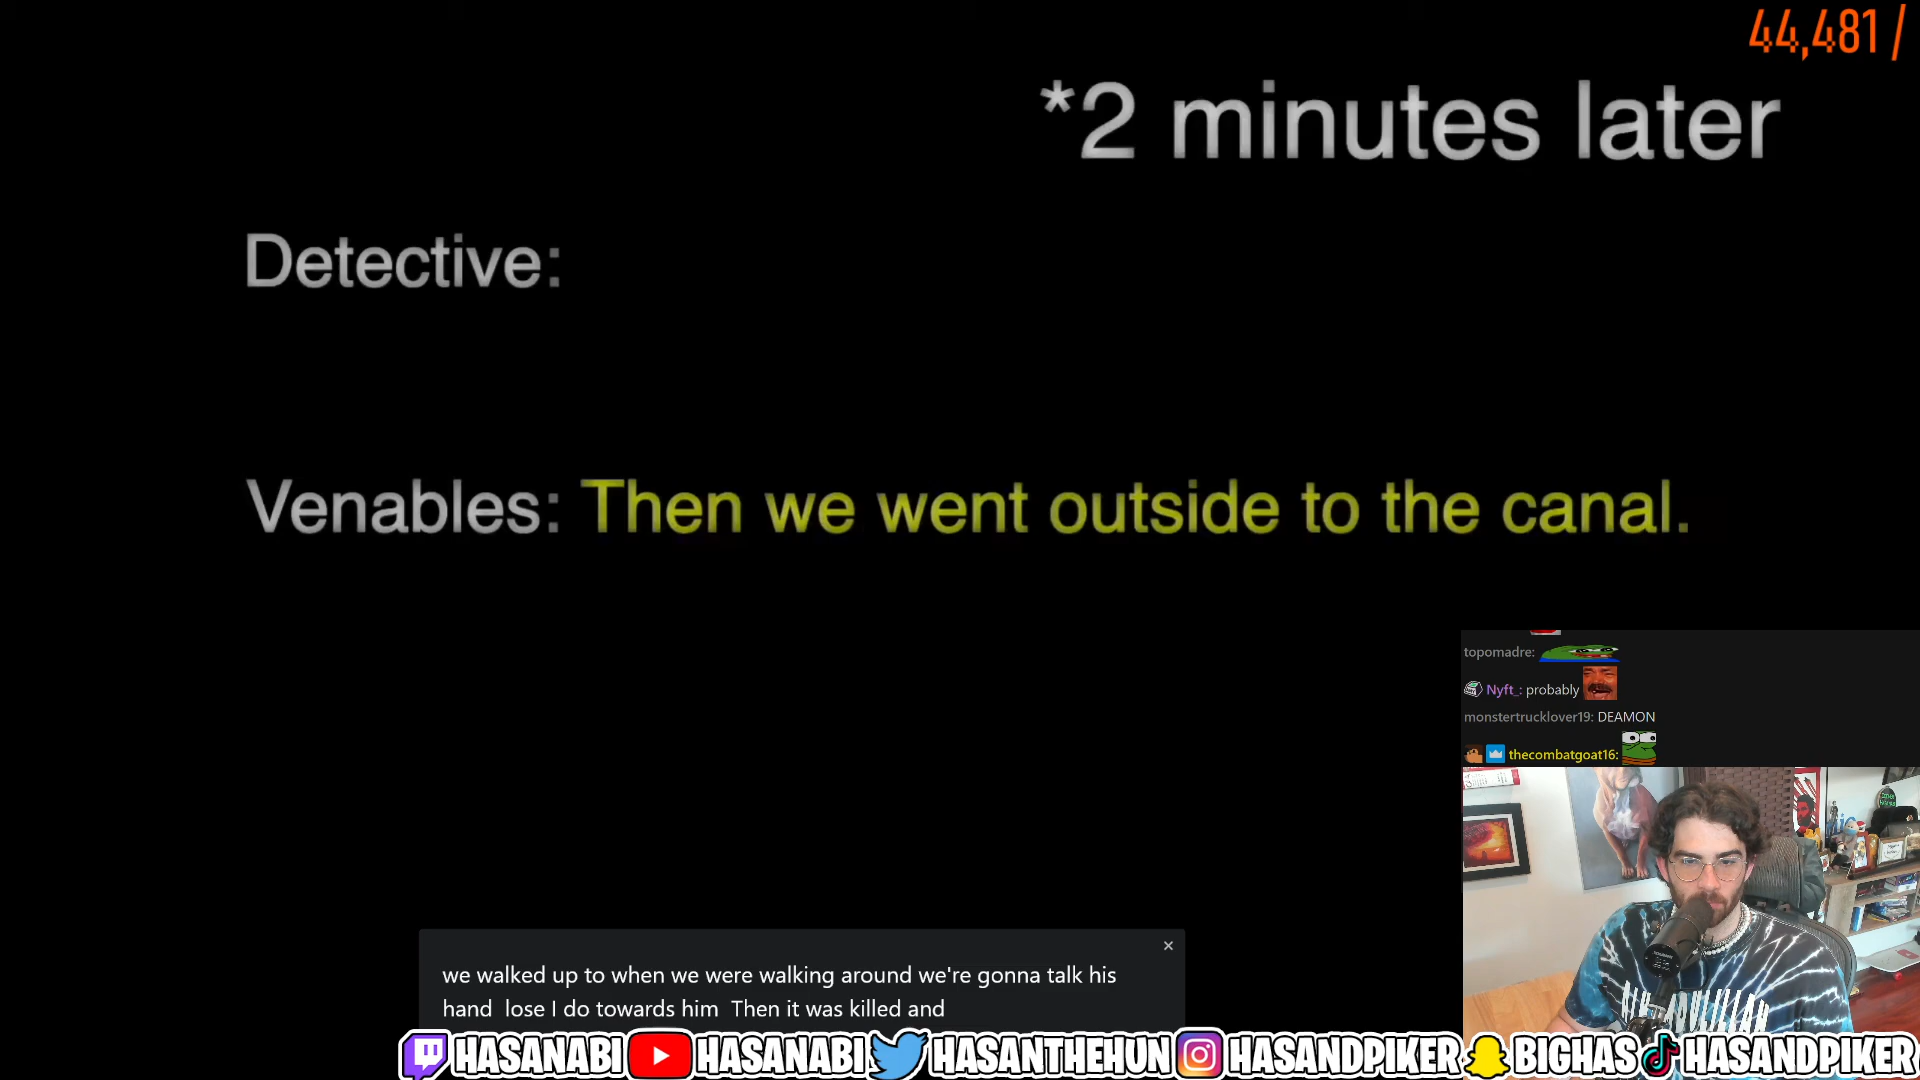 44,481 /
*2 minutes later
Detective:
Venables: Then we went outside to the canal.
topomadre:
Nyft_: probably
monstertrucklover19: DEAMON
thecombatgoat16:
we walked up to when we were walking around we're gonna talk his
hand lose I do towards him Then it was killed and
HASANABI HASANABI HASANTHEHUN HASANDPIKER BIGHAS HASANDPIKER